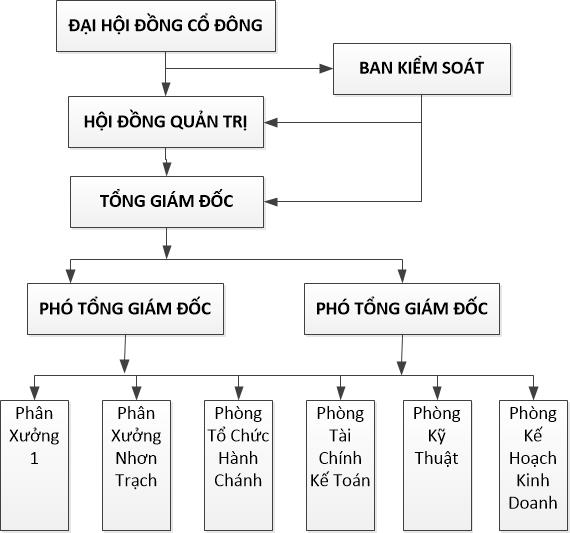 ĐẠI HỘI ĐỒNG CỔ ĐÔNG
BAN KIỂM SOÁT
HỘI ĐỒNG QUẢN TRỊ
TỔNG GIÁM ĐỐC
PHÓ TỔNG GIÁM ĐỐC
PHÓ TỔNG GIÁM ĐỐC
Phân
Xưởng
1
Phân
Xưởng
Nhơn
Trạch
Phòng
Tổ Chức
Hành
Chánh
Phòng
Tài
Chính
Kế Toán
Phòng
Kỹ
Thuật
Phòng
Kế
Hoạch
Kinh
Doanh